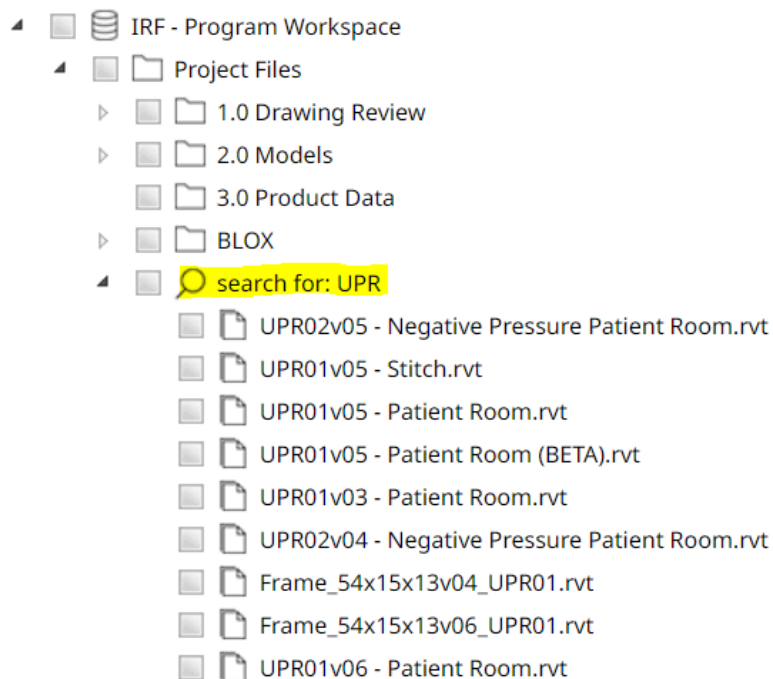 IRF - Program Workspace
Project Files
1.0 Drawing Review
2.0 Models
3.0 Product Data
BLOX
search for: UPR
UPR02v05 - Negative Pressure Patient Room.rvt
UPR01v05 - Stitch.rvt
UPR01v05 - Patient Room.rvt
UPR01v05 - Patient Room (BETA).rvt
UPR01v03 - Patient Room.rvt
UPR02v04 - Negative Pressure Patient Room.rvt
Frame_54x15x13v04_UPR01.rvt
Frame_54x15x13v06_UPR01.rvt
UPR01v06 - Patient Room.rvt